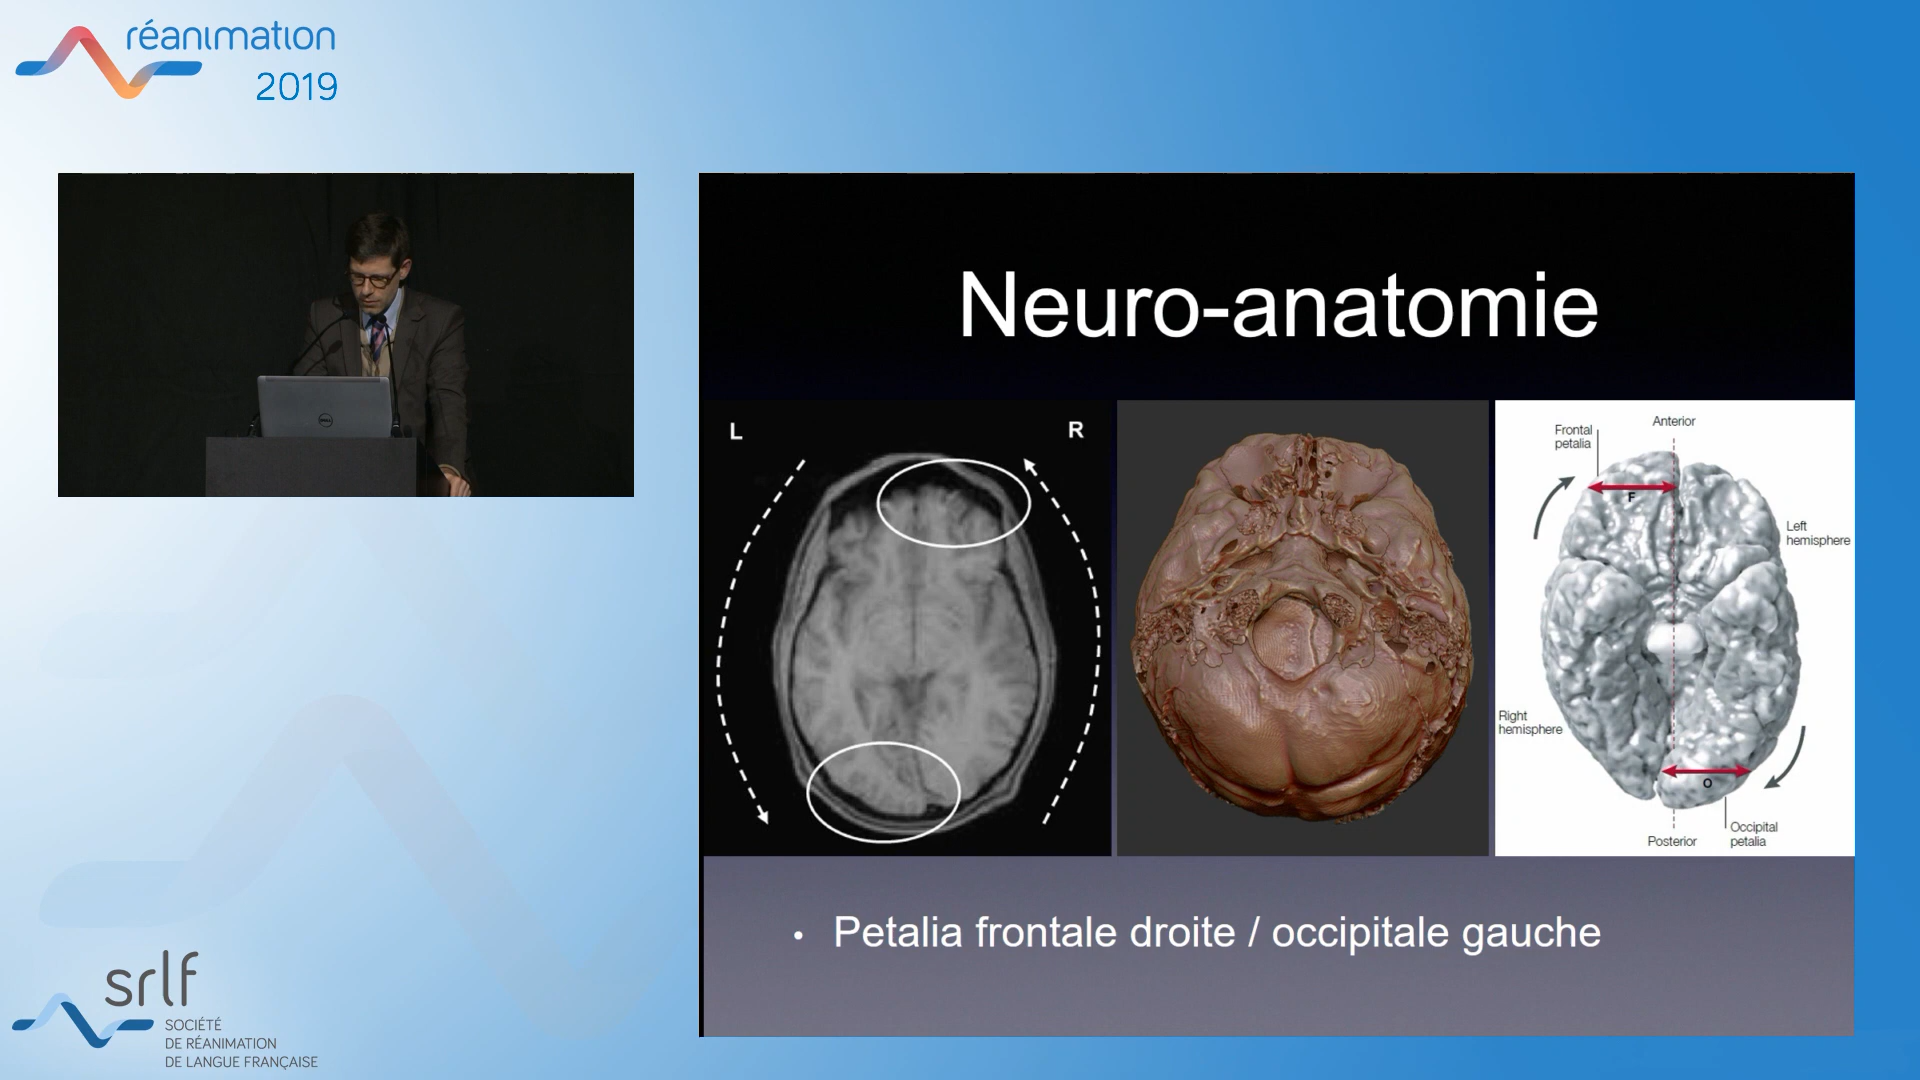 réanimation
2019
Neuro-anatomie
L
R
Anterior
Frontal
petalia
F
Left
hemisphere
Right
hemisphere
O
Occipital
petalia
Posterior
• Petalia frontale droite / occipitale gauche
srlf
SOCIÉTÉ
DE RÉANIMATION
DE LANGUE FRANÇAISE
DELL